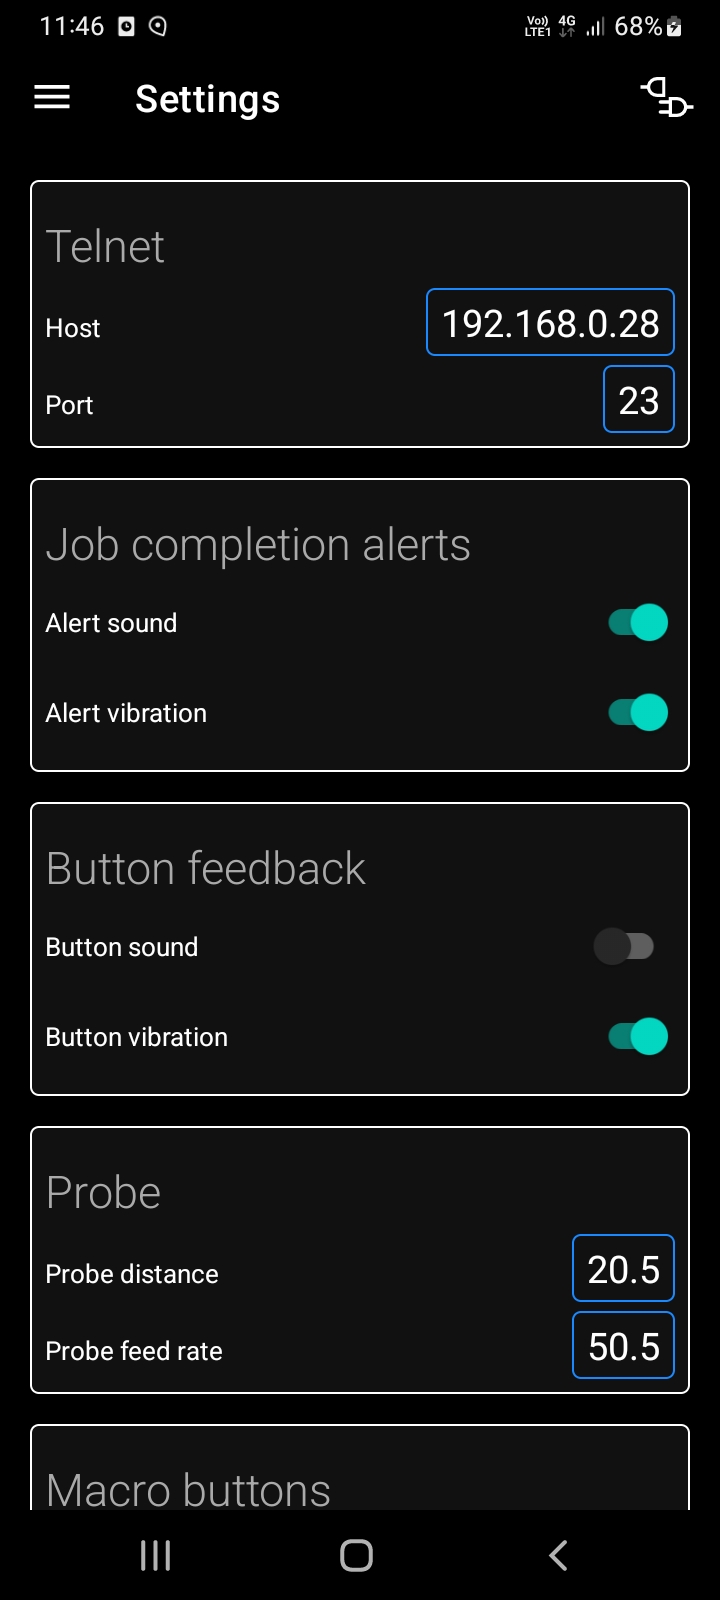 11:46
Vo)) 4G
LTE1
68%
Settings
Telnet
Host 192.168.0.28
Port 23
Job completion alerts
Alert sound
Alert vibration
Button feedback
Button sound
Button vibration
Probe
Probe distance 20.5
Probe feed rate 50.5
Macro buttons